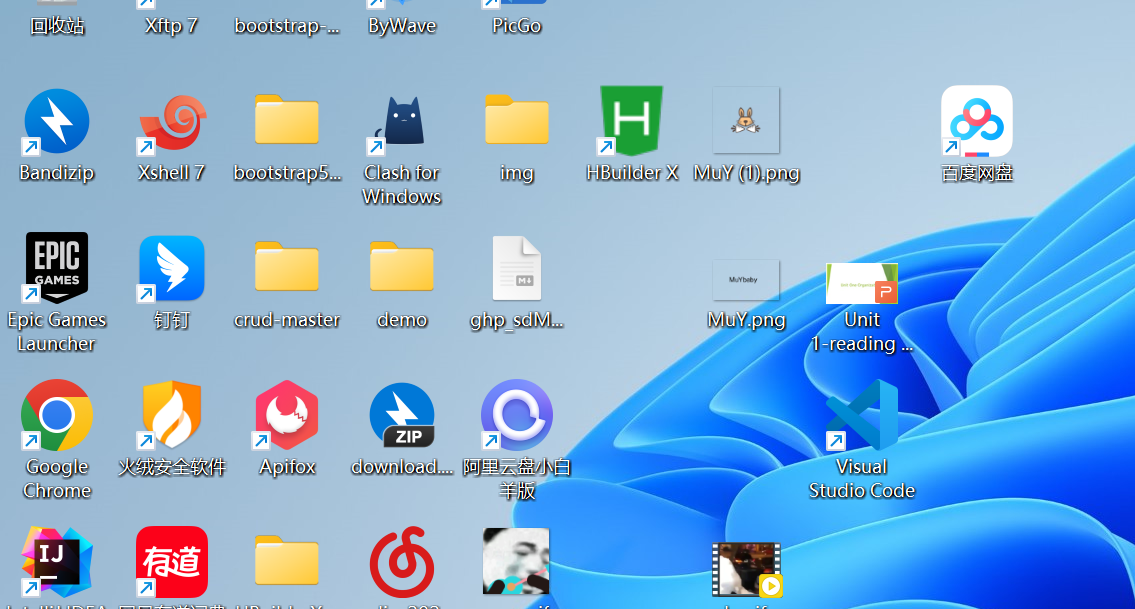 回收站
Xftp 7
bootstrap-...
ByWave
PicGo
Bandizip
Xshell 7
bootstrap5...
Clash for
Windows
img
H
HBuilder X
MuY (1).png
百度网盘
EPIC
GAMES
Epic Games
Launcher
钉钉
crud-master
demo
M
ghp_sdM...
MuYbaby
MuY.png
P
Unit
1-reading ...
Google
Chrome
火绒安全软件
Apifox
ZIP
download....
阿里云盘小白
羊版
Visual
Studio Code
IJ
有道